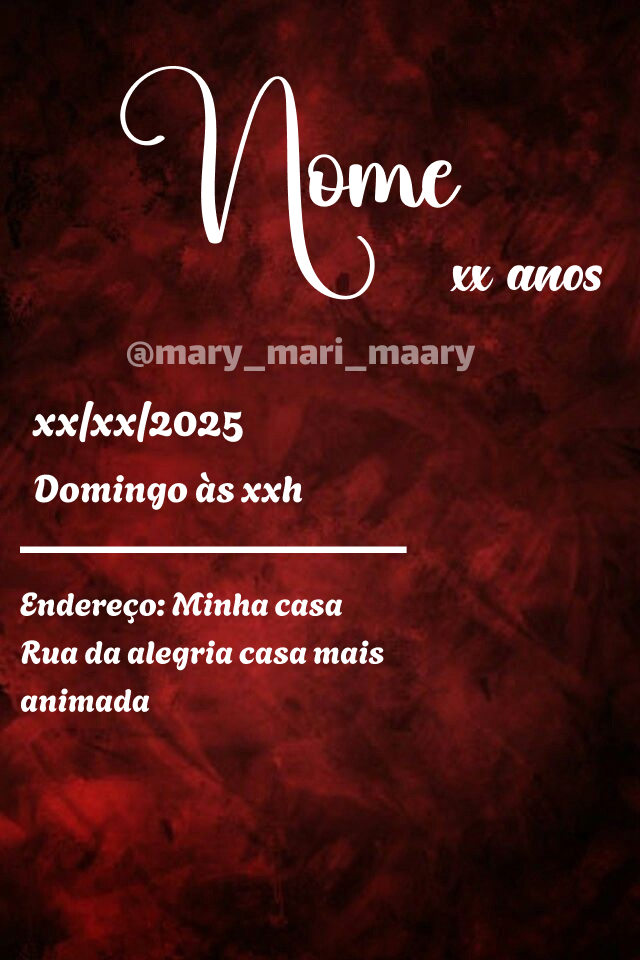 Nome
xx anos
@mary_mari_maary
xx/xx/2025
Domingo às xxh
Endereço: Minha casa
Rua da alegria casa mais
animada